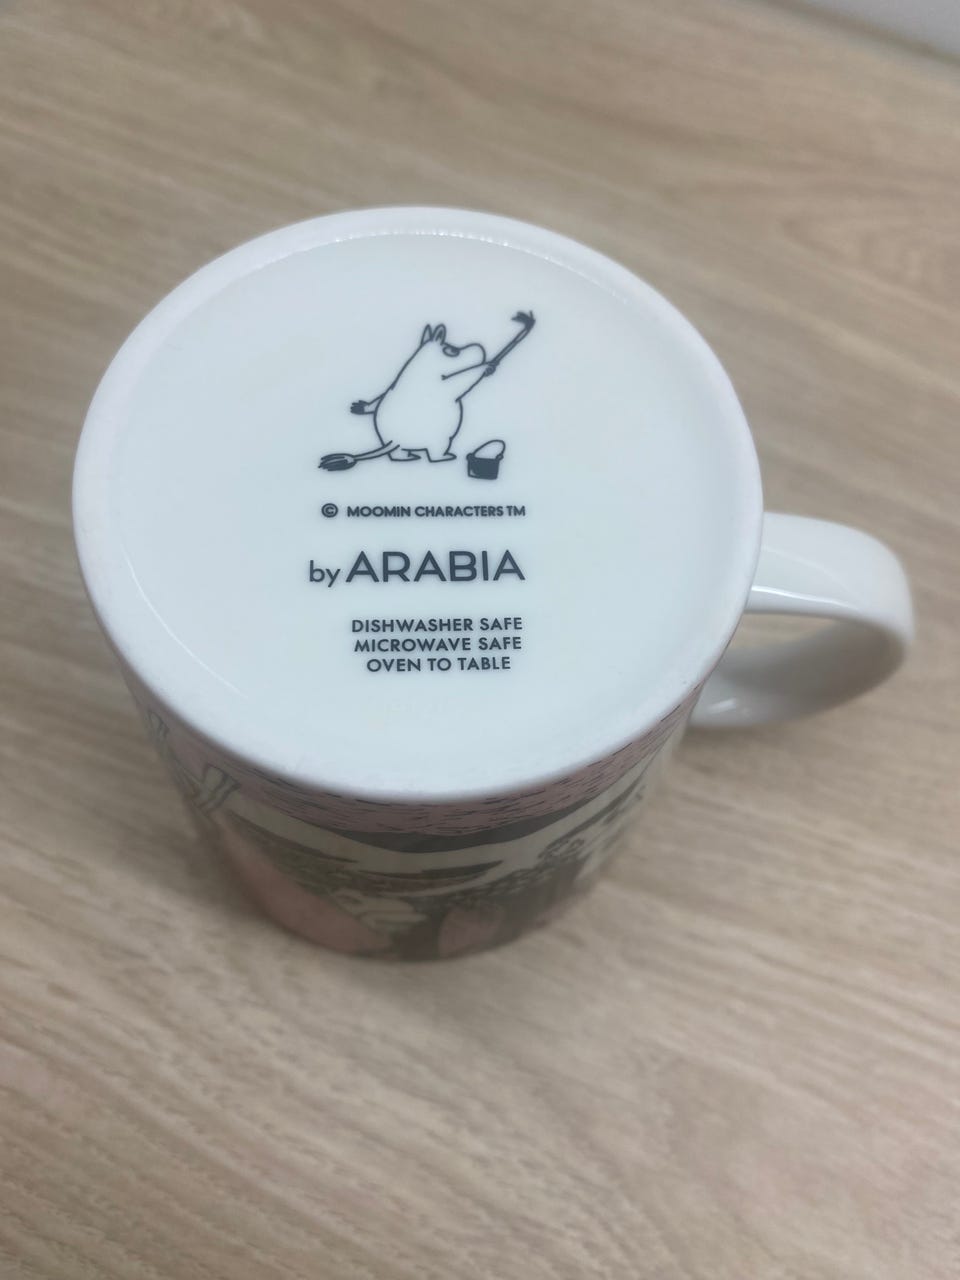 © MOOMIN CHARACTERS TM
by ARABIA
DISHWASHER SAFE
MICROWAVE SAFE
OVEN TO TABLE